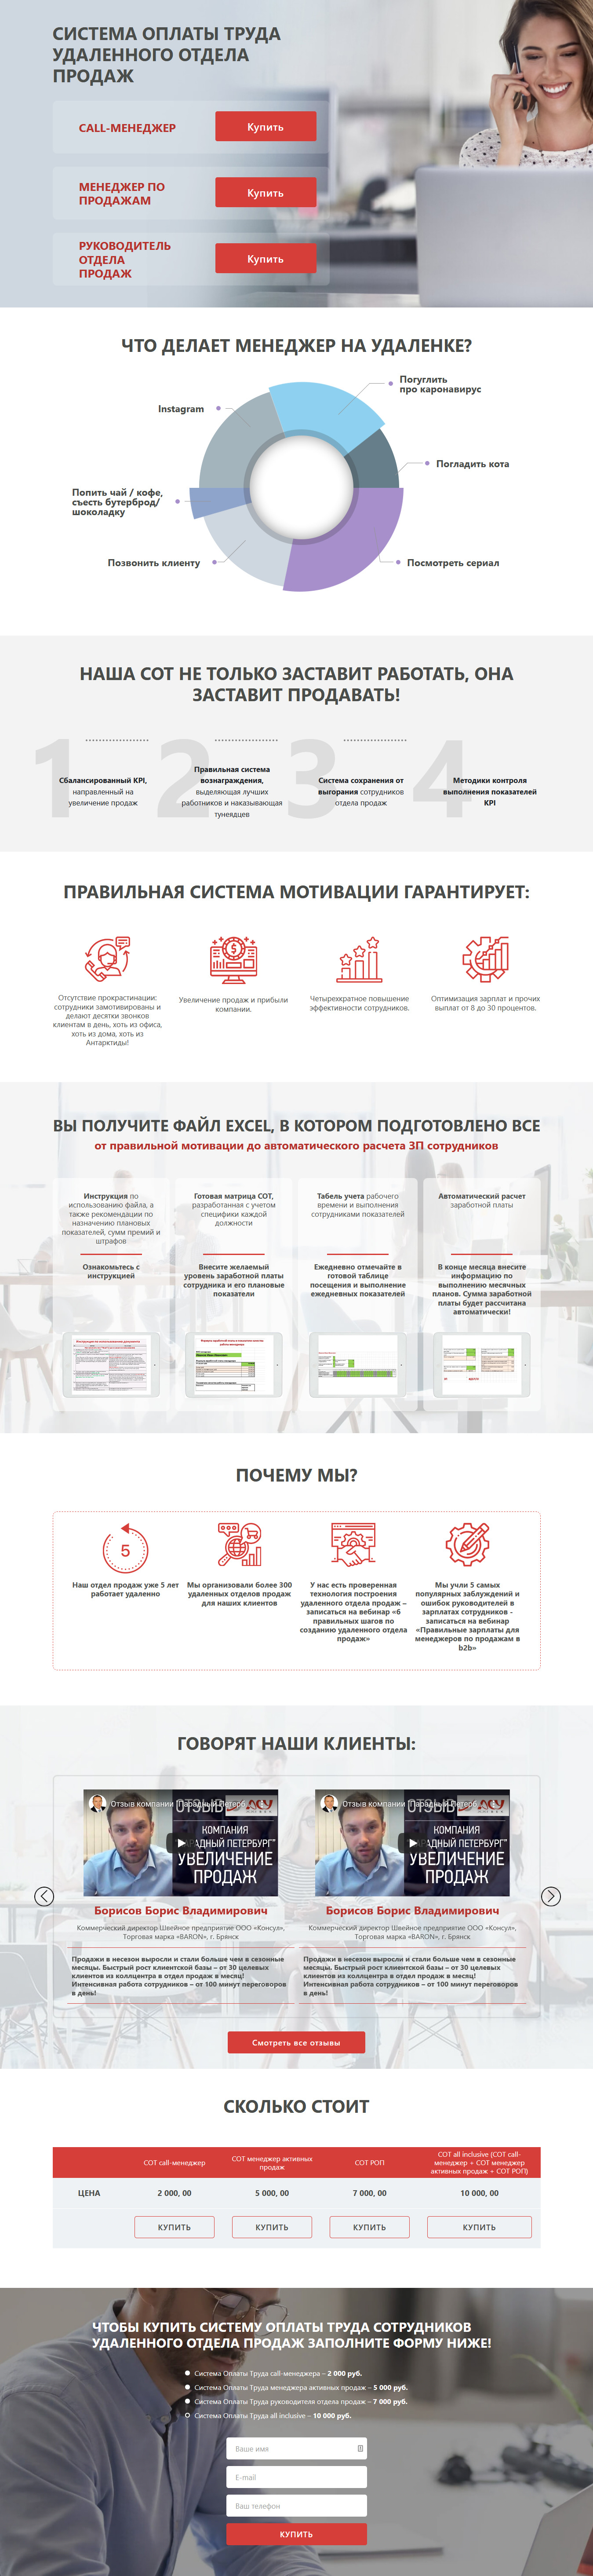 СИСТЕМА ОПЛАТЫ ТРУДА
УДАЛЕННОГО ОТДЕЛА
ПРОДАЖ
CALL-МЕНЕДЖЕР
Купить
МЕНЕДЖЕР ПО
ПРОДАЖАМ
Купить
РУКОВОДИТЕЛЬ
ОТДЕЛА
ПРОДАЖ
Купить
ЧТО ДЕЛАЕТ МЕНЕДЖЕР НА УДАЛЕНКЕ?
Погуглить
про каронавирус
Instagram
Погладить кота
Попить чай / кофе,
съесть бутерброд/
шоколадку
Позвонить клиенту
Посмотреть сериал
НАША СОТ НЕ ТОЛЬКО ЗАСТАВИТ РАБОТАТЬ, ОНА
ЗАСТАВИТ ПРОДАВАТЬ!
1
Сбалансированный KPI,
направленный на
увеличение продаж
2
Правильная система
вознаграждения,
выделяющая лучших
работников и наказывающая
тунеядцев
3
Система сохранения от
выгорания сотрудников
отдела продаж
4
Методики контроля
выполнения показателей
KPI
ПРАВИЛЬНАЯ СИСТЕМА МОТИВАЦИИ ГАРАНТИРУЕТ:
Отсутствие прокрастинации:
сотрудники замотивированы и
делают десятки звонков
клиентам в день, хоть из офиса,
хоть из дома, хоть из
Антарктиды!
Увеличение продаж и прибыли
компании.
Четырехкратное повышение
эффективности сотрудников.
Оптимизация зарплат и прочих
выплат от 8 до 30 процентов.
ВЫ ПОЛУЧИТЕ ФАЙЛ EXCEL, В КОТОРОМ ПОДГОТОВЛЕНО ВСЕ
от правильной мотивации до автоматического расчета ЗП сотрудников
Инструкция по
использованию файла, а
также рекомендации по
назначению плановых
показателей, сумм премий и
штрафов
Ознакомьтесь с
инструкцией
Готовая матрица СОТ,
разработанная с учетом
специфики каждой
должности
Внесите желаемый
уровень заработной платы
сотрудника и его плановые
показатели
Табель учета рабочего
времени и выполнения
сотрудниками показателей
Ежедневно отмечайте в
готовой таблице
посещения и выполнение
ежедневных показателей
Автоматический расчет
заработной платы
В конце месяца внесите
информацию по
выполнению месячных
планов. Сумма заработной
платы будет рассчитана
автоматически!
ПОЧЕМУ МЫ?
5
Наш отдел продаж уже 5 лет
работает удаленно
Мы организовали более 300
удаленных отделов продаж
для наших клиентов
У нас есть проверенная
технология построения
удаленного отдела продаж –
записаться на вебинар «6
правильных шагов по
созданию удаленного отдела
продаж»
Мы учли 5 самых
популярных заблуждений и
ошибок руководителей в
зарплатах сотрудников -
записаться на вебинар
«Правильные зарплаты для
менеджеров по продажам в
b2b»
ГОВОРЯТ НАШИ КЛИЕНТЫ:
Отзыв компании "Парадный Петерб...
ОТЗЫВ
КОМПАНИЯ
АДНЫЙ ПЕТЕРБУРГ"
УВЕЛИЧЕНИЕ
ПРОДАЖ
Борисов Борис Владимирович
Коммерческий директор Швейное предприятие ООО «Консул»,
Торговая марка «BARON», г. Брянск
Продажи в несезон выросли и стали больше чем в сезонные
месяцы. Быстрый рост клиентской базы – от 30 целевых
клиентов из коллцентра в отдел продаж в месяц!
Интенсивная работа сотрудников – от 100 минут переговоров
в день!
Отзыв компании "Парадный Петерб...
ОТЗЫВ
КОМПАНИЯ
АДНЫЙ ПЕТЕРБУРГ"
УВЕЛИЧЕНИЕ
ПРОДАЖ
Борисов Борис Владимирович
Коммерческий директор Швейное предприятие ООО «Консул»,
Торговая марка «BARON», г. Брянск
Продажи в несезон выросли и стали больше чем в сезонные
месяцы. Быстрый рост клиентской базы – от 30 целевых
клиентов из коллцентра в отдел продаж в месяц!
Интенсивная работа сотрудников – от 100 минут переговоров
в день!
Смотреть все отзывы
СКОЛЬКО СТОИТ
СОТ call-менеджер
СОТ менеджер активных
продаж
СОТ РОП
СОТ all inclusive (СОТ call-
менеджер + СОТ менеджер
активных продаж + СОТ РОП)
ЦЕНА
2 000, 00
5 000, 00
7 000, 00
10 000, 00
КУПИТЬ
КУПИТЬ
КУПИТЬ
КУПИТЬ
ЧТОБЫ КУПИТЬ СИСТЕМУ ОПЛАТЫ ТРУДА СОТРУДНИКОВ
УДАЛЕННОГО ОТДЕЛА ПРОДАЖ ЗАПОЛНИТЕ ФОРМУ НИЖЕ!
Система Оплаты Труда call-менеджера – 2 000 руб.
Система Оплаты Труда менеджера активных продаж – 5 000 руб.
Система Оплаты Труда руководителя отдела продаж – 7 000 руб.
Система Оплаты Труда all inclusive – 10 000 руб.
Ваше имя
E-mail
Ваш телефон
КУПИТЬ